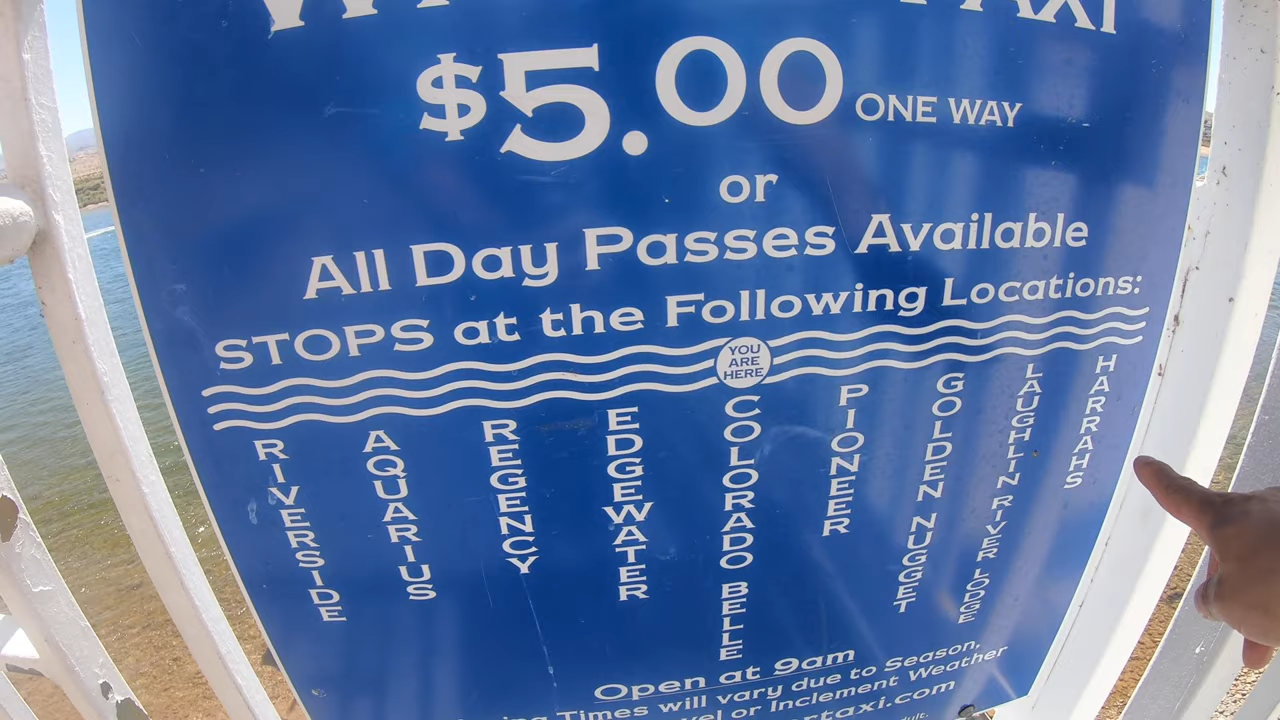 TAXI
$5.00 ONE WAY
or
All Day Passes Available
STOPS at the Following Locations:
YOU
ARE
HERE
RIVERSIDE
AQUARIUS
REGENCY
EDGEWATER
COLORADO BELLE
PIONEER
GOLDEN NUGGET
LAUGHLIN RIVER LODGE
HARRAHS
Open at 9am
Times will vary due to Season,
or Inclement Weather